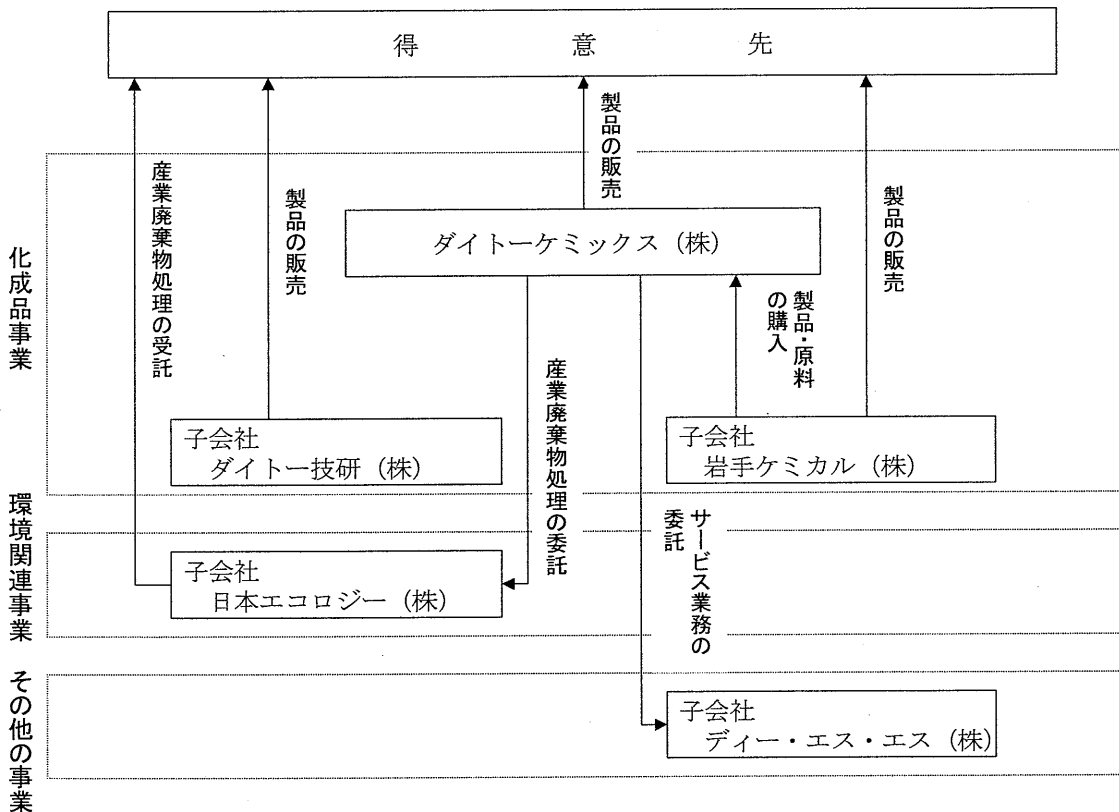 得意先
産業廃棄物処理の受託
製品の販売
製品の販売
製品の販売
化成品事業
ダイトーケミックス（株）
製品・原料
の購入
産業廃棄物処理の委託
子会社
ダイトー技研（株）
子会社
岩手ケミカル（株）
サービス業務の
委託
環境関連事業
子会社
日本エコロジー（株）
その他の事業
子会社
ディー・エス・エス（株）